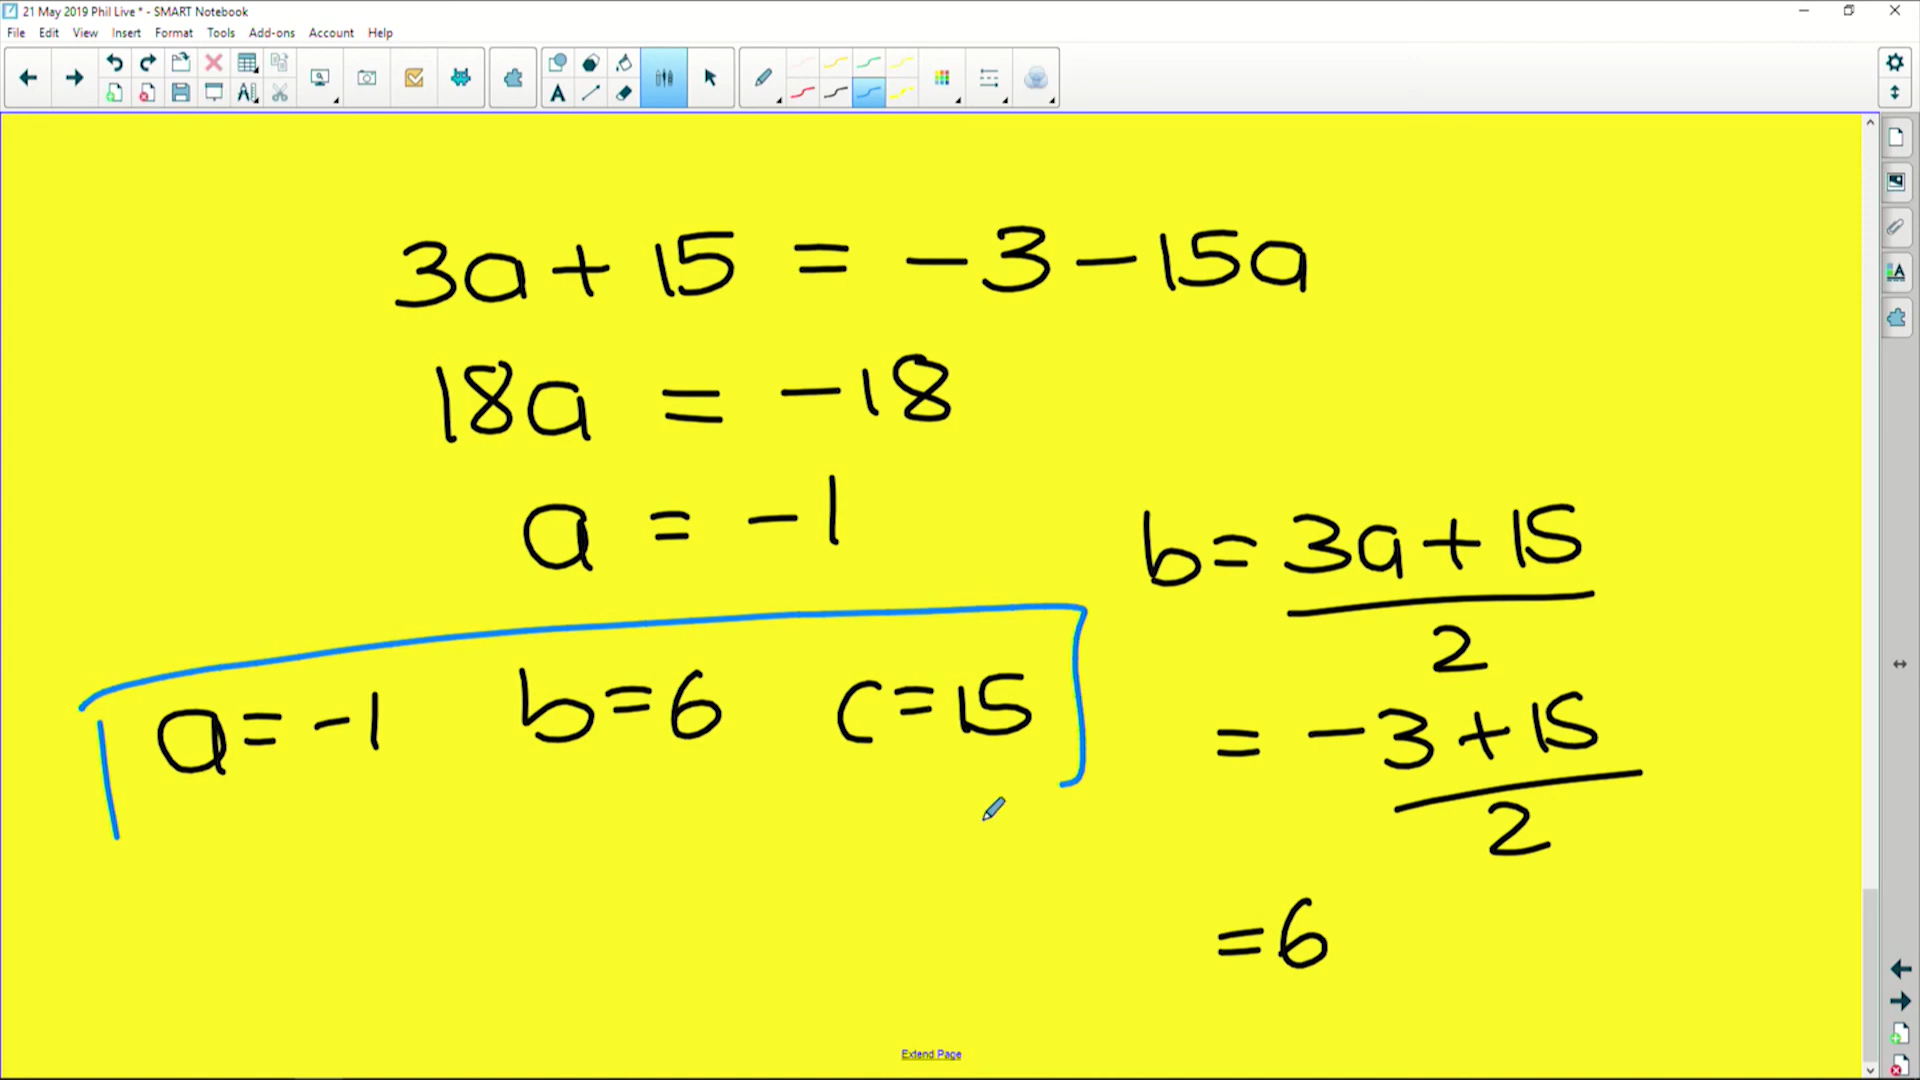 21 May 2019 Phil Live * - SMART Notebook
File Edit View Insert Format Tools Add-ons Account Help
3a + 15 = -3 - 15a
18a = -18
a = -1
b = 3a + 15
2
= -3 + 15
2
= 6
a = -1 b = 6 c = 15
Extend Page